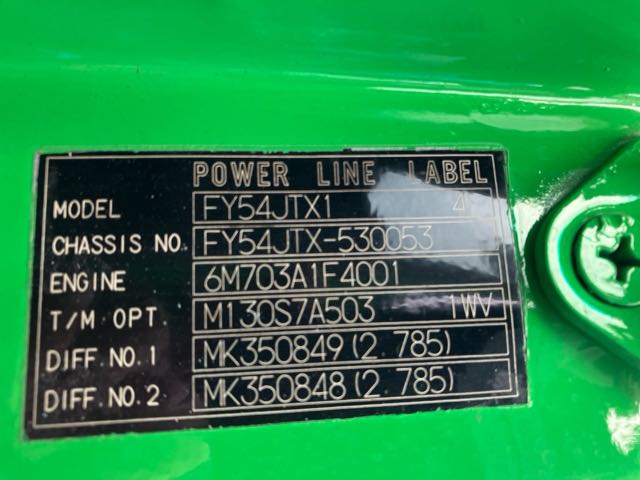 POWER LINE LABEL
MODEL FY54JTX1 4
CHASSIS NO. FY54JTX-530053
ENGINE 6M703A1F4001
T/M OPT. M130S7A503 1WV
DIFF.NO.1 MK350849(2.785)
DIFF.NO.2 MK350848(2.785)